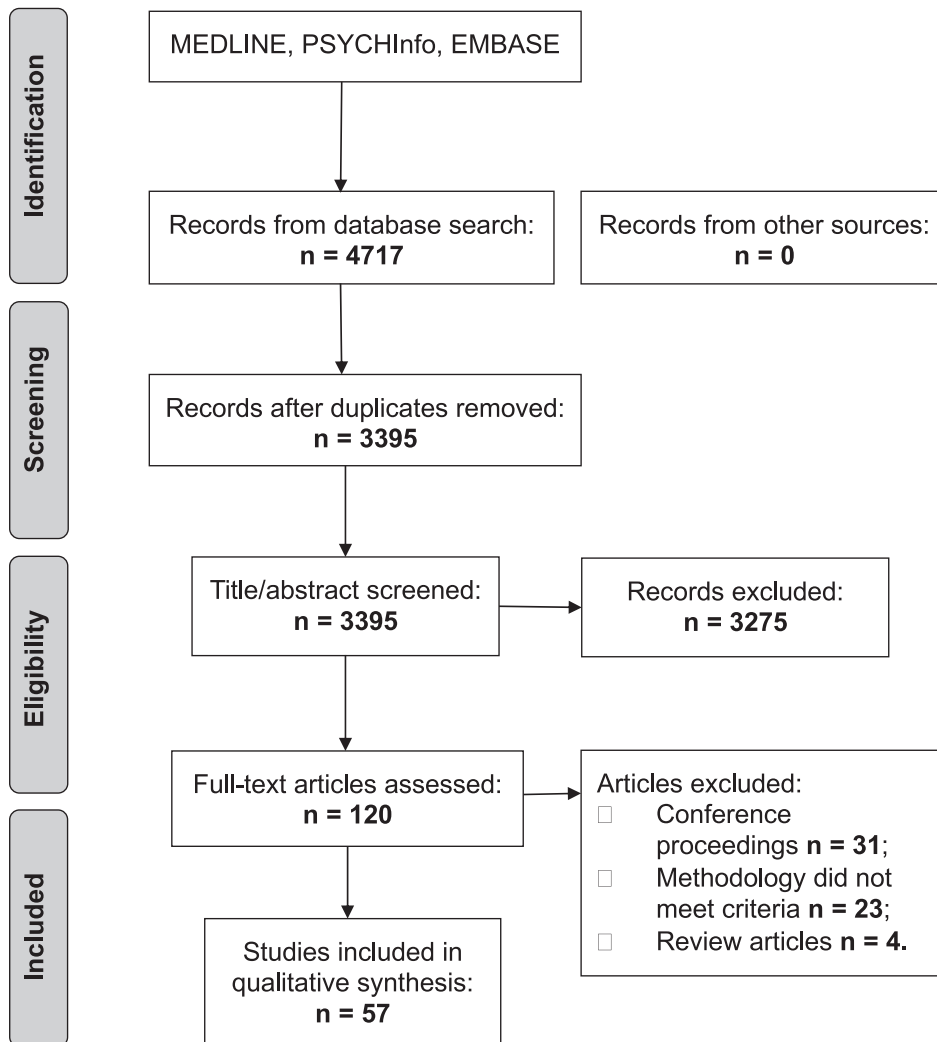 Identification
MEDLINE, PSYCHInfo, EMBASE
Records from database search:
n = 4717
Records from other sources:
n = 0
Screening
Records after duplicates removed:
n = 3395
Eligibility
Title/abstract screened:
n = 3395
Records excluded:
n = 3275
Full-text articles assessed:
n = 120
Articles excluded:
Conference
proceedings n = 31;
Methodology did not
meet criteria n = 23;
Review articles n = 4.
Included
Studies included in
qualitative synthesis:
n = 57